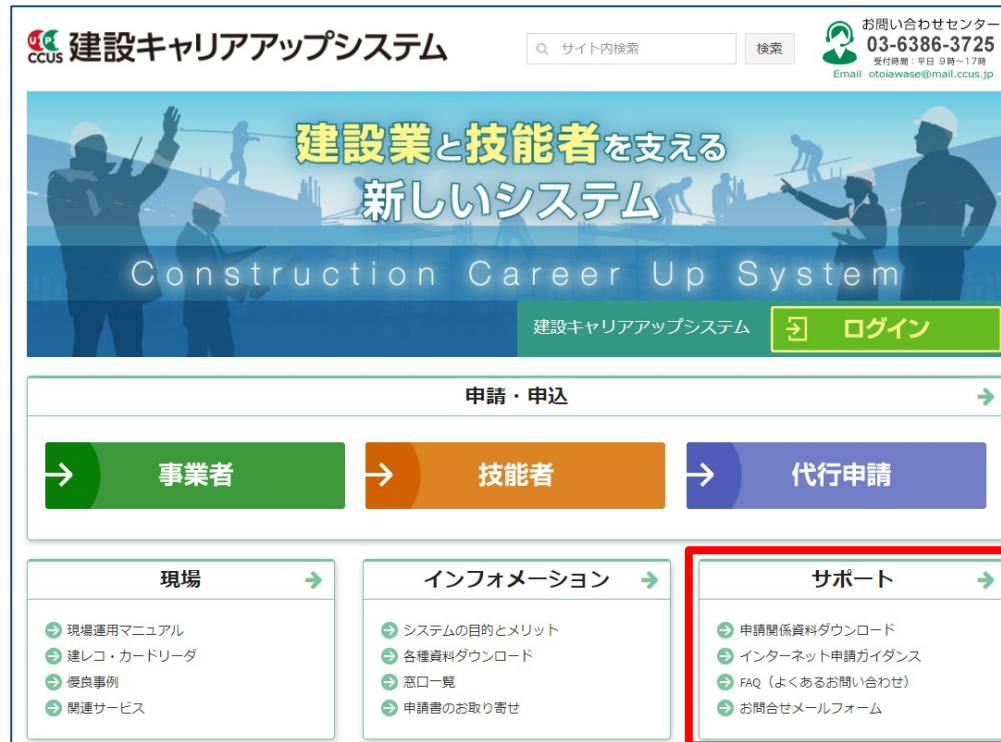 CCUS 建設キャリアアップシステム
サイト内検索
検索
お問い合わせセンター
03-6386-3725
受付時間:平日 9時~17時
Email otoiawase@mail.ccus.jp
建設業と技能者を支える
新しいシステム
Construction Career Up System
建設キャリアアップシステム
ログイン
申請・申込
事業者
技能者
代行申請
現場
現場運用マニュアル
建レコ・カードリーダ
優良事例
関連サービス
インフォメーション
システムの目的とメリット
各種資料ダウンロード
窓口一覧
申請書のお取り寄せ
サポート
申請関係資料ダウンロード
インターネット申請ガイダンス
FAQ(よくあるお問い合わせ)
お問合せメールフォーム